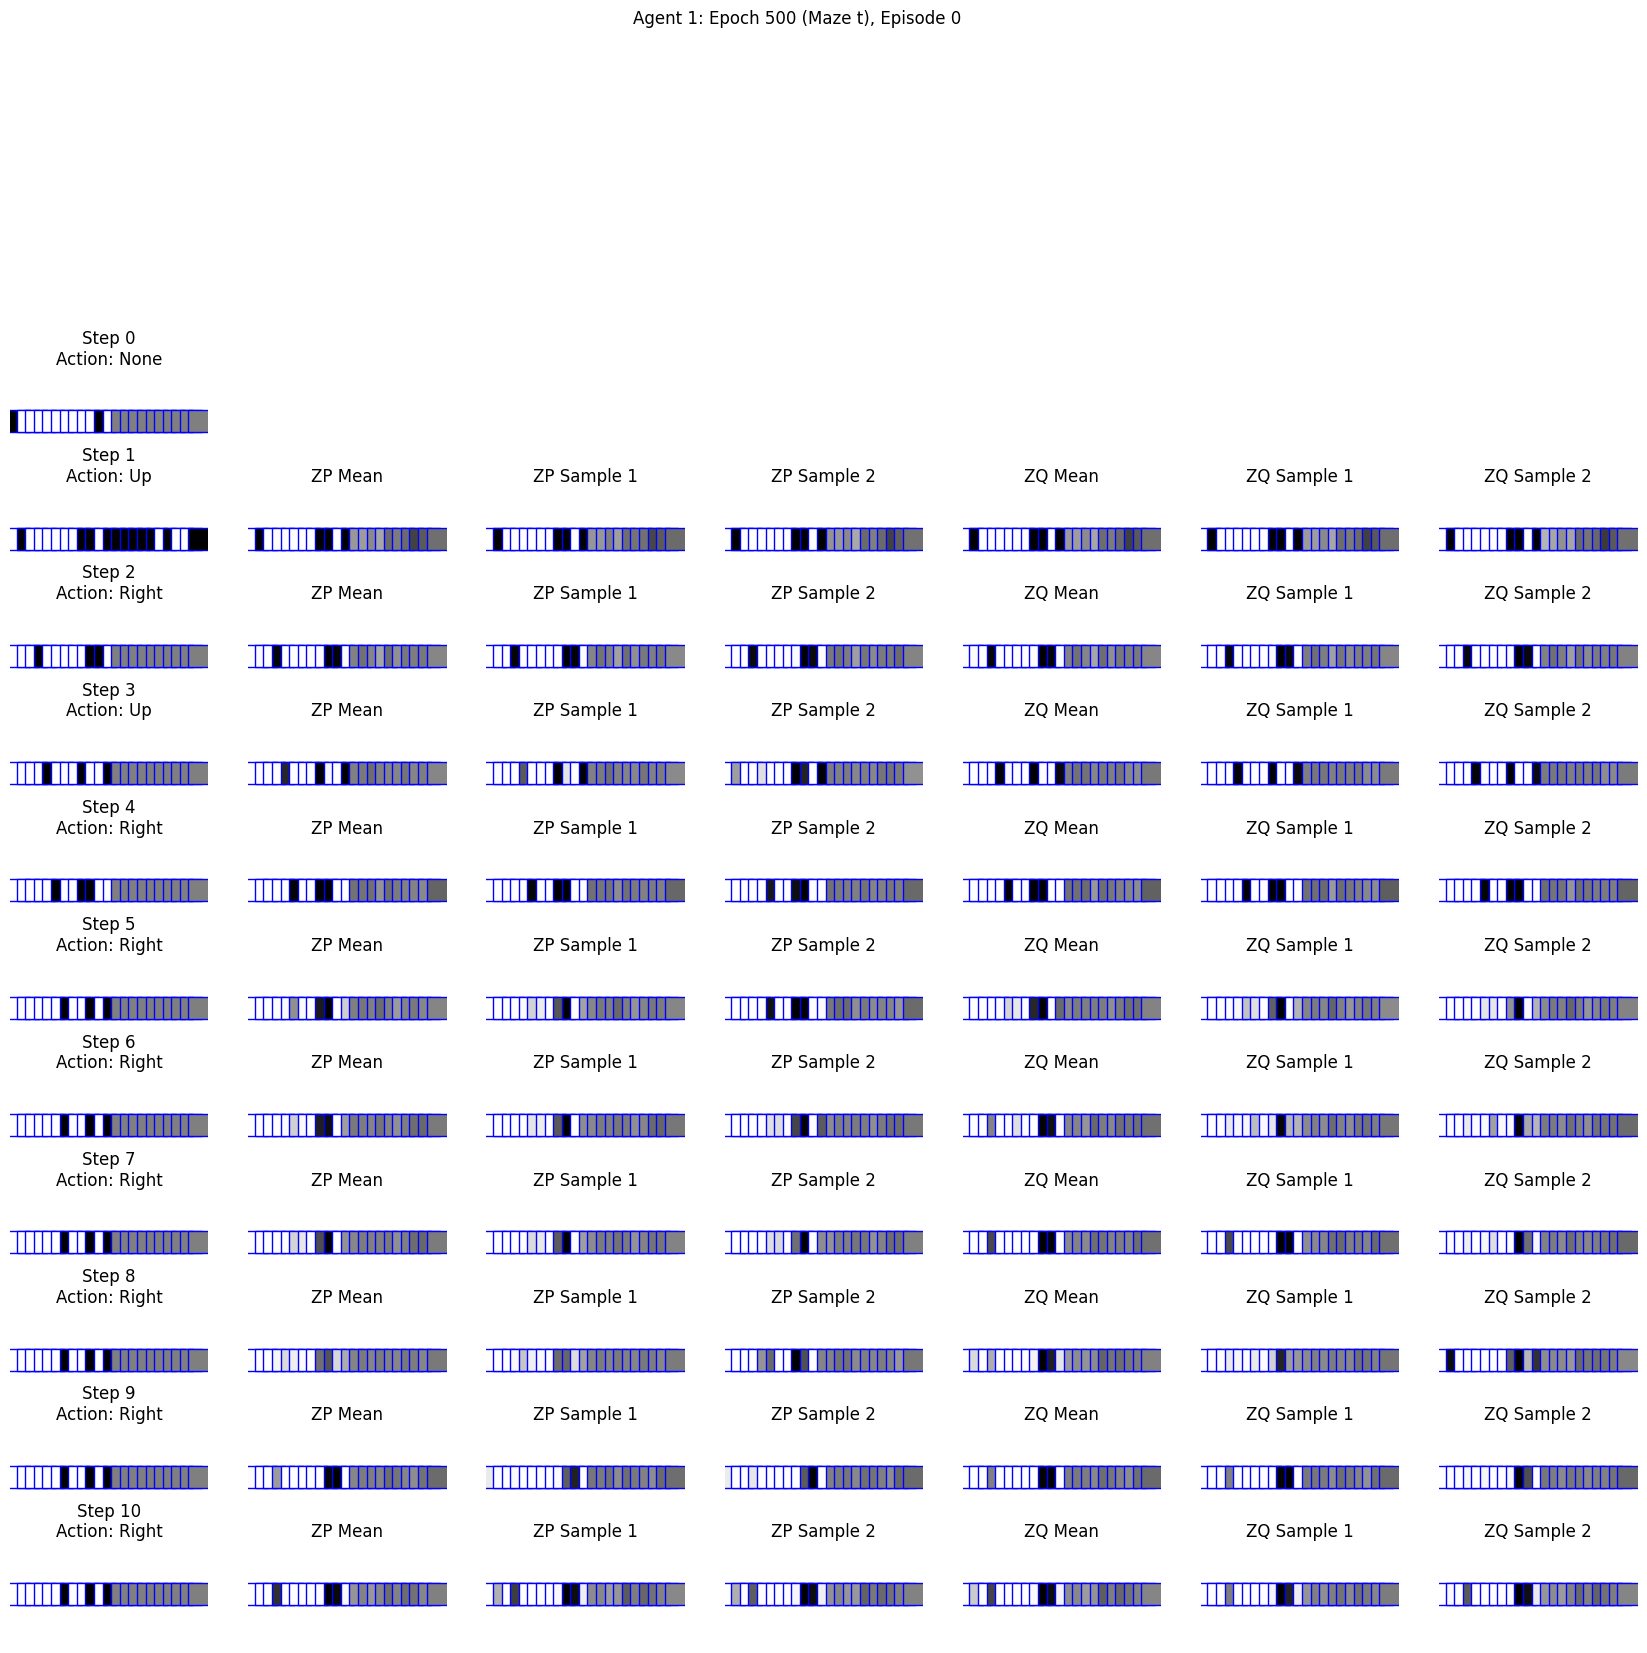 Agent 1: Epoch 500 (Maze t), Episode 0
Step 0
Action: None
Step 1
Action: Up
ZP Mean
ZP Sample 1
ZP Sample 2
ZQ Mean
ZQ Sample 1
ZQ Sample 2
Step 2
Action: Right
ZP Mean
ZP Sample 1
ZP Sample 2
ZQ Mean
ZQ Sample 1
ZQ Sample 2
Step 3
Action: Up
ZP Mean
ZP Sample 1
ZP Sample 2
ZQ Mean
ZQ Sample 1
ZQ Sample 2
Step 4
Action: Right
ZP Mean
ZP Sample 1
ZP Sample 2
ZQ Mean
ZQ Sample 1
ZQ Sample 2
Step 5
Action: Right
ZP Mean
ZP Sample 1
ZP Sample 2
ZQ Mean
ZQ Sample 1
ZQ Sample 2
Step 6
Action: Right
ZP Mean
ZP Sample 1
ZP Sample 2
ZQ Mean
ZQ Sample 1
ZQ Sample 2
Step 7
Action: Right
ZP Mean
ZP Sample 1
ZP Sample 2
ZQ Mean
ZQ Sample 1
ZQ Sample 2
Step 8
Action: Right
ZP Mean
ZP Sample 1
ZP Sample 2
ZQ Mean
ZQ Sample 1
ZQ Sample 2
Step 9
Action: Right
ZP Mean
ZP Sample 1
ZP Sample 2
ZQ Mean
ZQ Sample 1
ZQ Sample 2
Step 10
Action: Right
ZP Mean
ZP Sample 1
ZP Sample 2
ZQ Mean
ZQ Sample 1
ZQ Sample 2